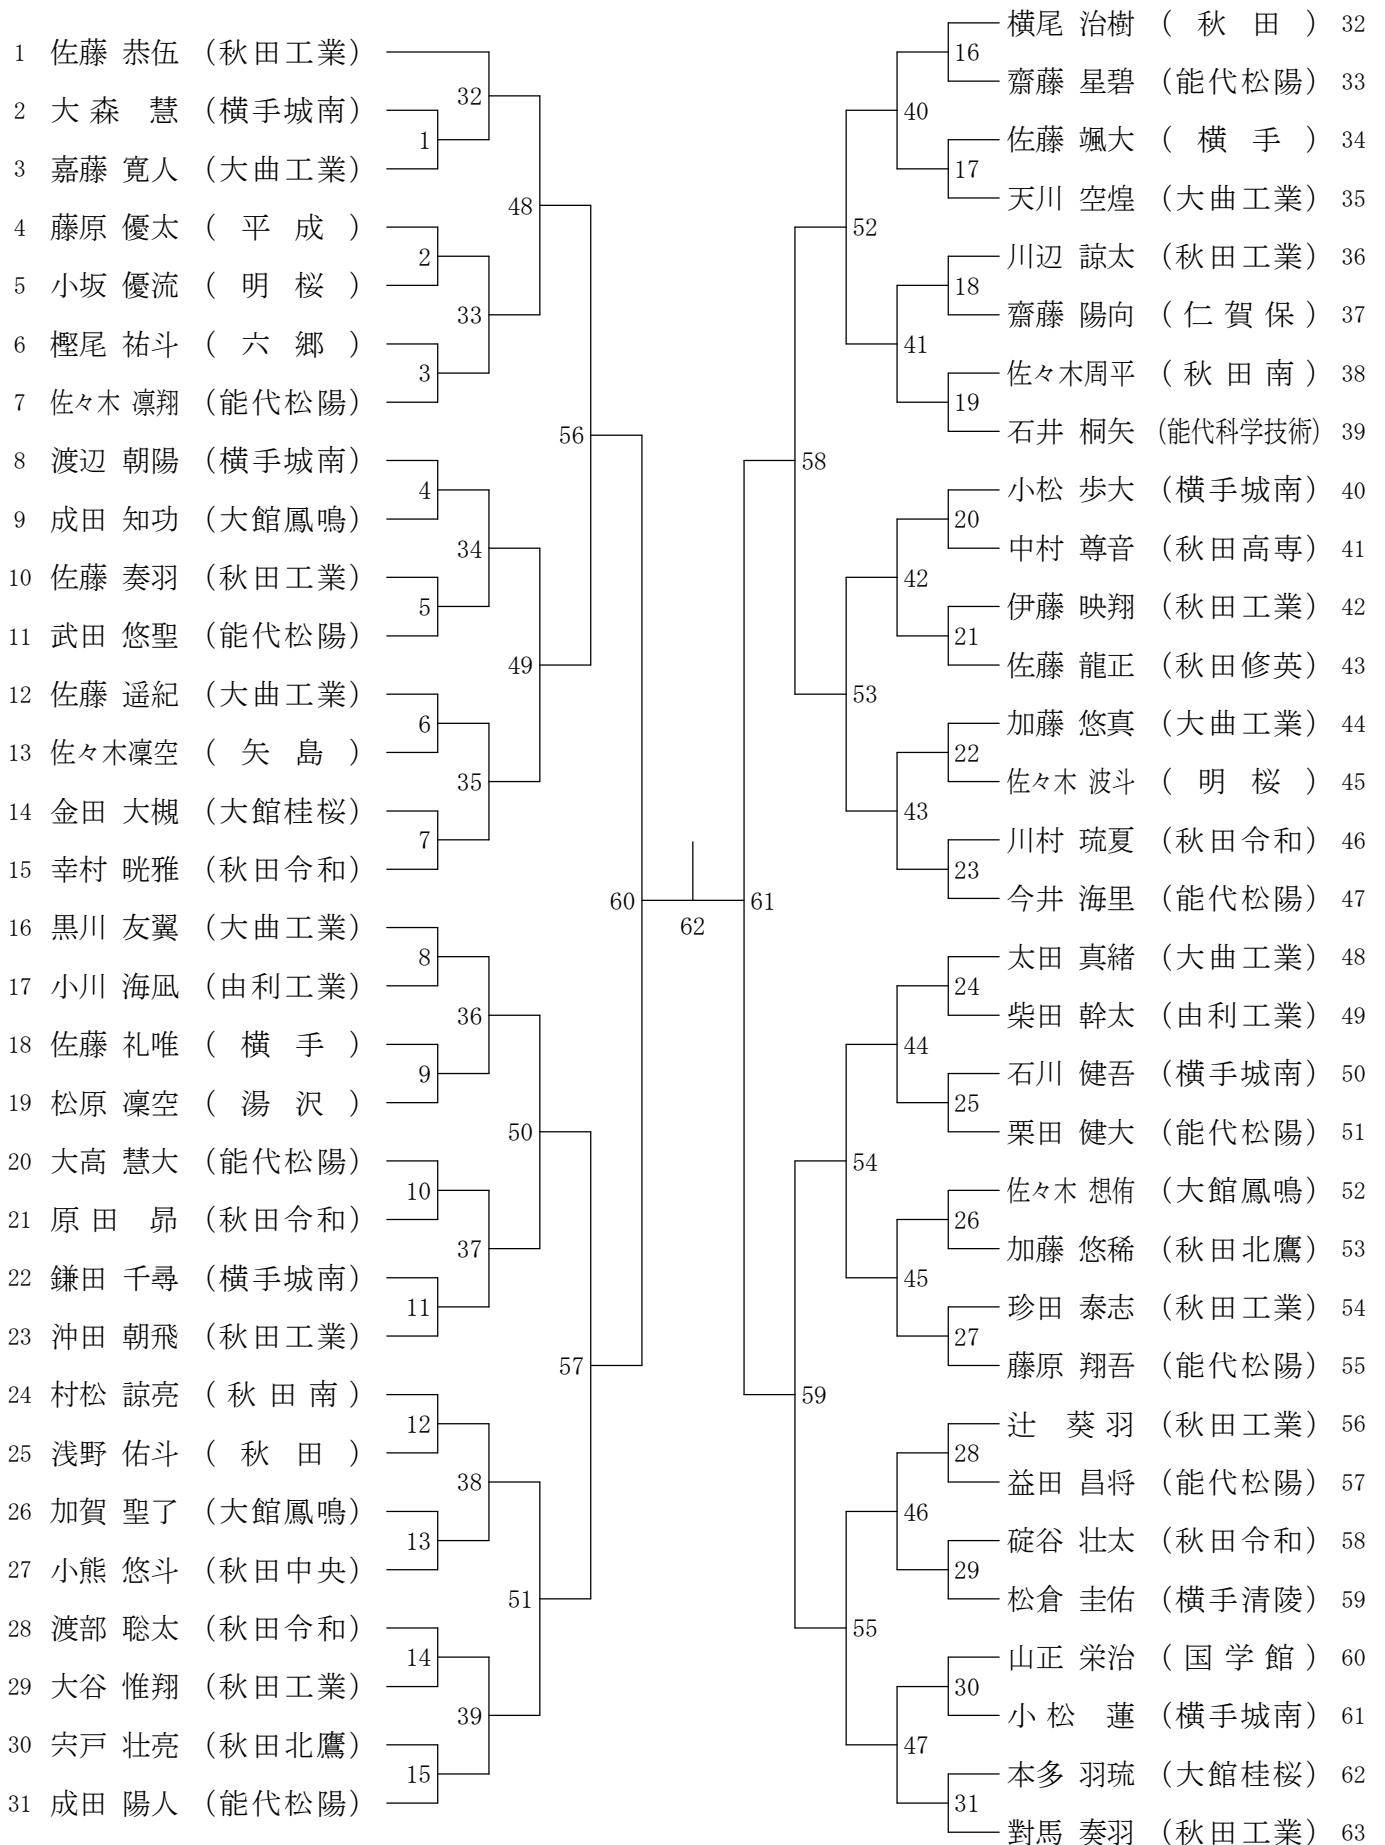 1 佐藤 恭伍 (秋田工業)
2 大森 慧 (横手城南)
3 嘉藤 寛人 (大曲工業)
4 藤原 優太 (平成)
5 小坂 優流 (明桜)
6 樫尾 祐斗 (六郷)
7 佐々木 凛翔 (能代松陽)
8 渡辺 朝陽 (横手城南)
9 成田 知功 (大館鳳鳴)
10 佐藤 奏羽 (秋田工業)
11 武田 悠聖 (能代松陽)
12 佐藤 遥紀 (大曲工業)
13 佐々木凜空 (矢島)
14 金田 大槻 (大館桂桜)
15 幸村 晄雅 (秋田令和)
16 黒川 友翼 (大曲工業)
17 小川 海凪 (由利工業)
18 佐藤 礼唯 (横手)
19 松原 凜空 (湯沢)
20 大高 慧大 (能代松陽)
21 原田 昴 (秋田令和)
22 鎌田 千尋 (横手城南)
23 沖田 朝飛 (秋田工業)
24 村松 諒亮 (秋田南)
25 浅野 佑斗 (秋田)
26 加賀 聖了 (大館鳳鳴)
27 小熊 悠斗 (秋田中央)
28 渡部 聡太 (秋田令和)
29 大谷 惟翔 (秋田工業)
30 宍戸 壮亮 (秋田北鷹)
31 成田 陽人 (能代松陽)
1
2
3
4
5
6
7
8
9
10
11
12
13
14
15
32
33
34
35
36
37
38
39
48
49
50
51
56
57
60
62
61
58
59
52
53
54
55
40
41
42
43
44
45
46
47
16
17
18
19
20
21
22
23
24
25
26
27
28
29
30
31
横尾 治樹 (秋田) 32
齋藤 星碧 (能代松陽) 33
佐藤 颯大 (横手) 34
天川 空煌 (大曲工業) 35
川辺 諒太 (秋田工業) 36
齋藤 陽向 (仁賀保) 37
佐々木周平 (秋田南) 38
石井 桐矢 (能代科学技術) 39
小松 歩大 (横手城南) 40
中村 尊音 (秋田高専) 41
伊藤 映翔 (秋田工業) 42
佐藤 龍正 (秋田修英) 43
加藤 悠真 (大曲工業) 44
佐々木 波斗 (明桜) 45
川村 琉夏 (秋田令和) 46
今井 海里 (能代松陽) 47
太田 真緒 (大曲工業) 48
柴田 幹太 (由利工業) 49
石川 健吾 (横手城南) 50
栗田 健大 (能代松陽) 51
佐々木 想侑 (大館鳳鳴) 52
加藤 悠稀 (秋田北鷹) 53
珍田 泰志 (秋田工業) 54
藤原 翔吾 (能代松陽) 55
辻 葵羽 (秋田工業) 56
益田 昌将 (能代松陽) 57
碇谷 壮太 (秋田令和) 58
松倉 圭佑 (横手清陵) 59
山正 栄治 (国学館) 60
小松 蓮 (横手城南) 61
本多 羽琉 (大館桂桜) 62
對馬 奏羽 (秋田工業) 63